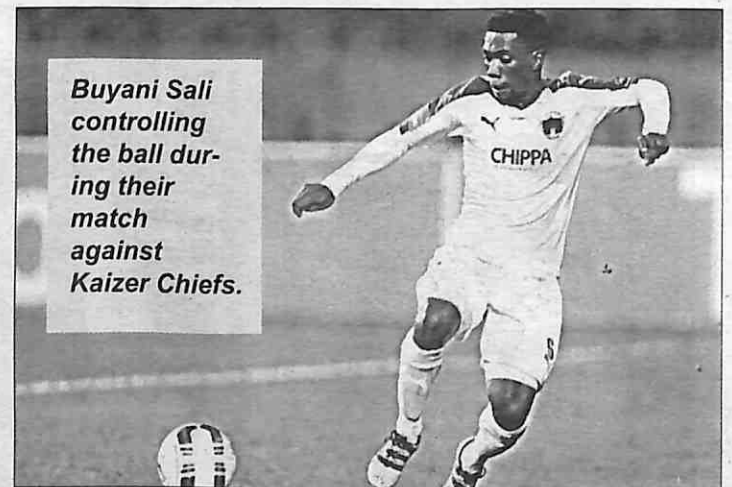 Buyani Sali
controlling
the ball dur-
ing their
match
against
Kaizer Chiefs.
CHIPPA